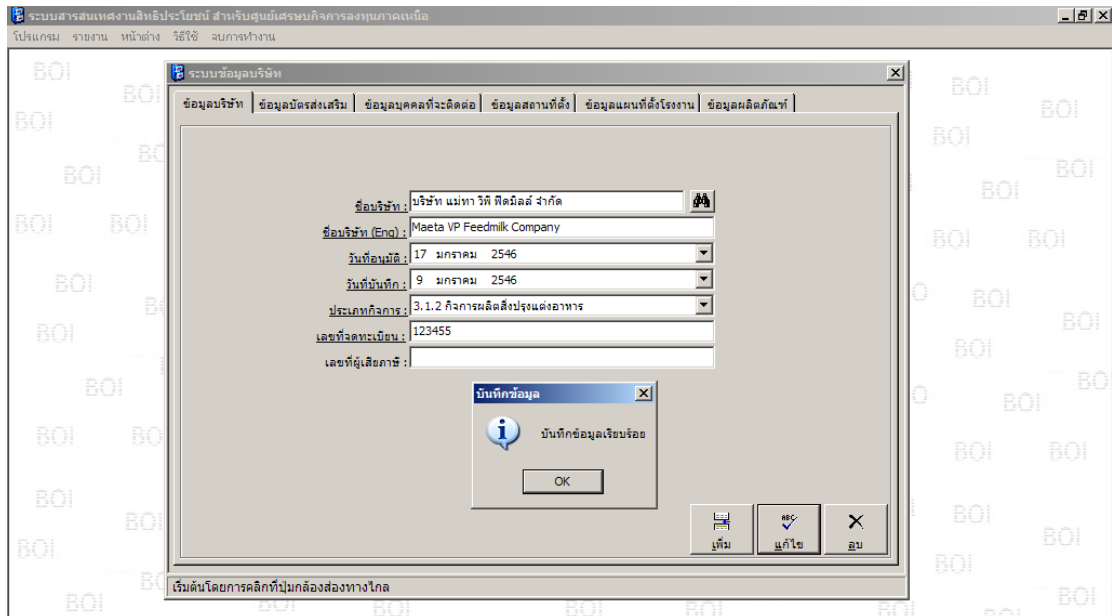 ระบบสารสนเทศงานสิทธิประโยชน์ สำหรับศูนย์เศรษฐกิจการลงทุนภาคเหนือ
โปรแกรม รายงาน หน้าต่าง วิธีใช้ จบการทำงาน
ระบบข้อมูลบริษัท
ข้อมูลบริษัท ข้อมูลบัตรส่งเสริม ข้อมูลบุคคลที่จะติดต่อ ข้อมูลสถานที่ตั้ง ข้อมูลแผนที่ตั้งโรงงาน ข้อมูลผลิตภัณฑ์
ชื่อบริษัท : บริษัท แม่ทา วีพี ฟีดมิลล์ จำกัด
ชื่อบริษัท (Eng) : Maeta VP Feedmilk Company
วันที่อนุมัติ : 17 มกราคม 2546
วันที่บันทึก : 9 มกราคม 2546
ประเภทกิจการ : 3.1.2 กิจการผลิตสิ่งปรุงแต่งอาหาร
เลขที่จดทะเบียน : 123455
เลขที่ผู้เสียภาษี :
บันทึกข้อมูล
บันทึกข้อมูลเรียบร้อย
OK
เพิ่ม แก้ไข ลบ
เริ่มต้นโดยการคลิกที่ปุ่มกล้องส่องทางไกล
BOI